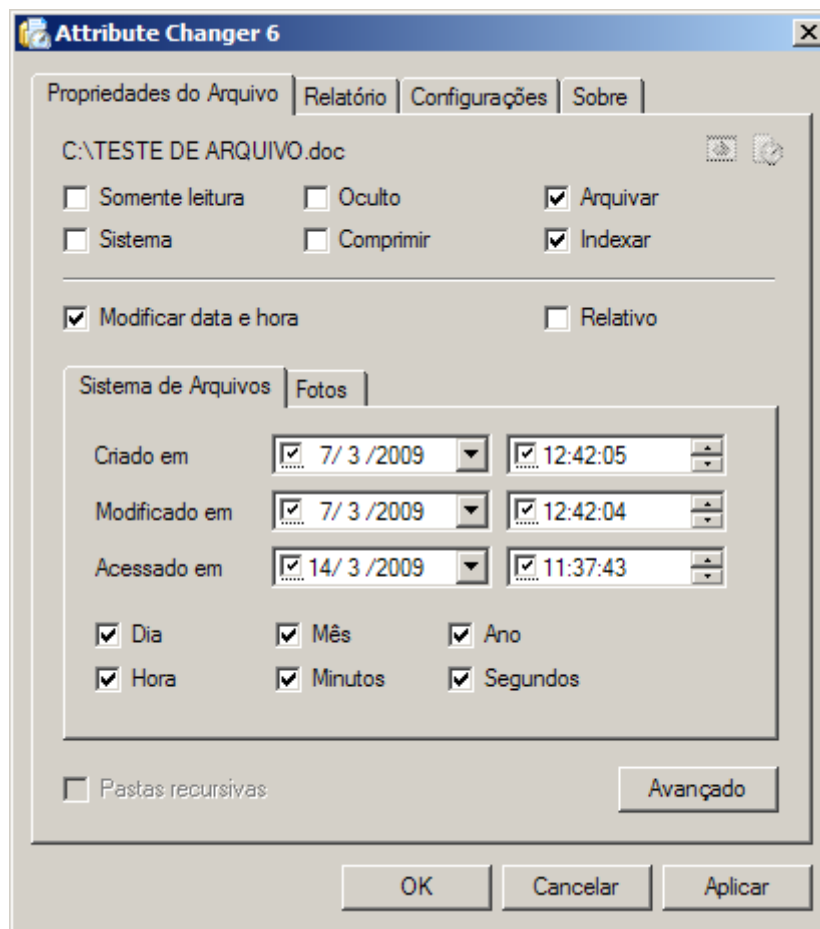 Attribute Changer 6
Propriedades do Arquivo Relatório Configurações Sobre
C:\TESTE DE ARQUIVO.doc
Somente leitura Oculto Arquivar
Sistema Comprimir Indexar
Modificar data e hora Relativo
Sistema de Arquivos Fotos
Criado em 7/ 3 /2009 12:42:05
Modificado em 7/ 3 /2009 12:42:04
Acessado em 14/ 3 /2009 11:37:43
Dia Mês Ano
Hora Minutos Segundos
Pastas recursivas Avançado
OK Cancelar Aplicar